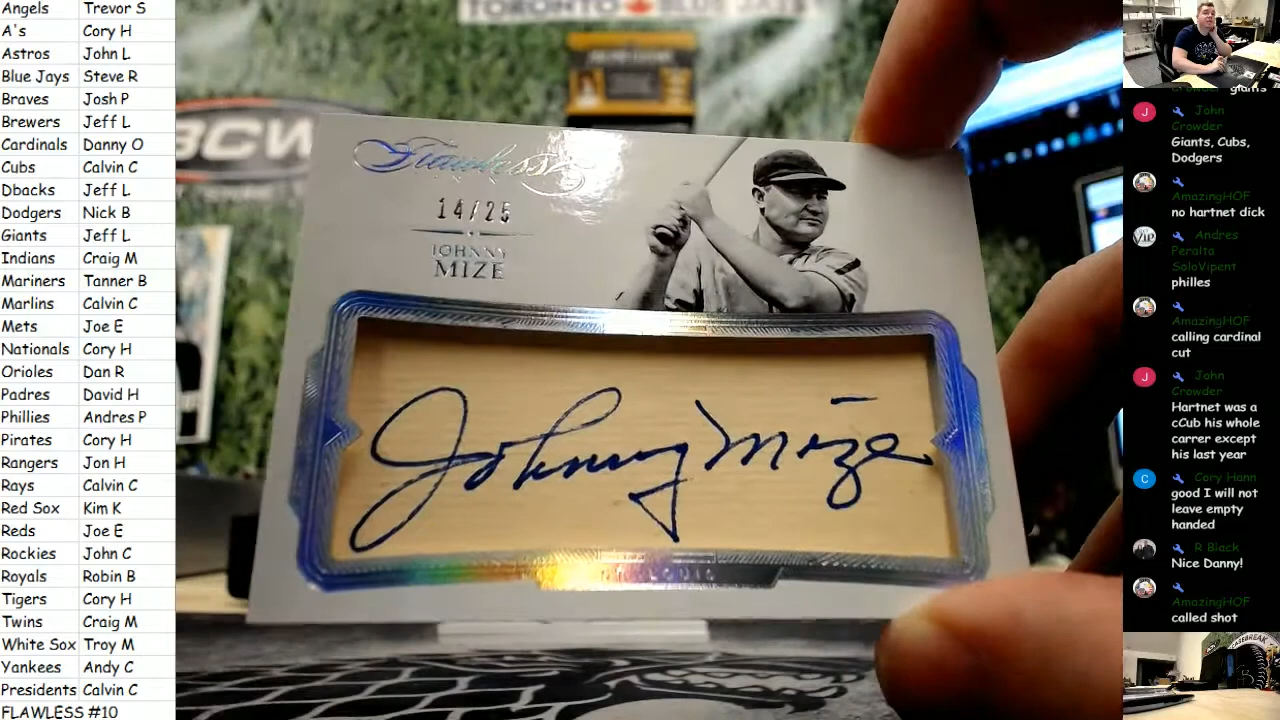 Angels Trevor S
A's Cory H
Astros John L
Blue Jays Steve R
Braves Josh P
Brewers Jeff L
Cardinals Danny O
Cubs Calvin C
Dbacks Jeff L
Dodgers Nick B
Giants Jeff L
Indians Craig M
Mariners Tanner B
Marlins Calvin C
Mets Joe E
Nationals Cory H
Orioles Dan R
Padres David H
Phillies Andres P
Pirates Cory H
Rangers Jon H
Rays Calvin C
Red Sox Kim K
Reds Joe E
Rockies John C
Royals Robin B
Tigers Cory H
Twins Craig M
White Sox Troy M
Yankees Andy C
Presidents Calvin C
FLAWLESS #10
TORONTO BLUE JAYS
BCW
Flawless
14/25
JOHNNY
MIZE
Johnny Mize
Crowder giants
John
Crowder
Giants, Cubs,
Dodgers
AmazingHOF
no hartnet dick
VIP
Andres
Peralta
SoloVipent
philles
AmazingHOF
calling cardinal
cut
John
Crowder
Hartnet was a
cCub his whole
carrer except
his last year
Cory Hann
good I will not
leave empty
handed
R Black
Nice Danny!
AmazingHOF
called shot
J
J
C